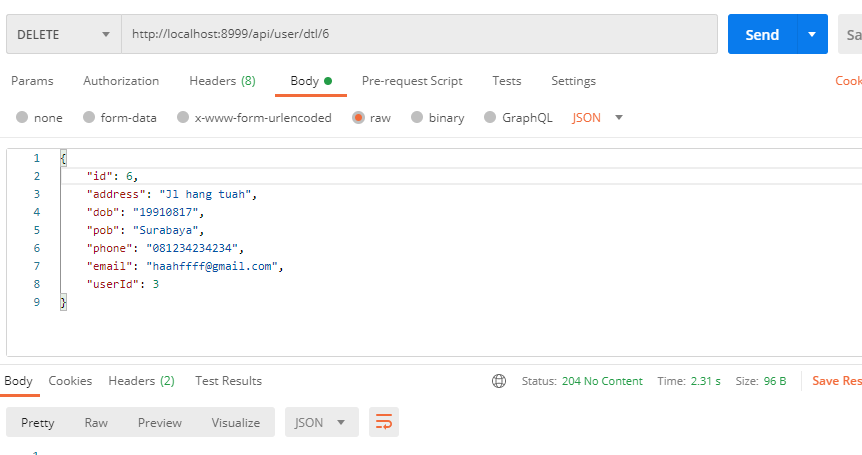 DELETE http://localhost:8999/api/user/dtl/6 Send Sa
Params Authorization Headers (8) Body Pre-request Script Tests Settings Cook
none form-data x-www-form-urlencoded raw binary GraphQL JSON
1 {
2 "id": 6,
3 "address": "Jl hang tuah",
4 "dob": "19910817",
5 "pob": "Surabaya",
6 "phone": "081234234234",
7 "email": "haahffff@gmail.com",
8 "userId": 3
9 }
Body Cookies Headers (2) Test Results Status: 204 No Content Time: 2.31 s Size: 96 B Save Res
Pretty Raw Preview Visualize JSON
1